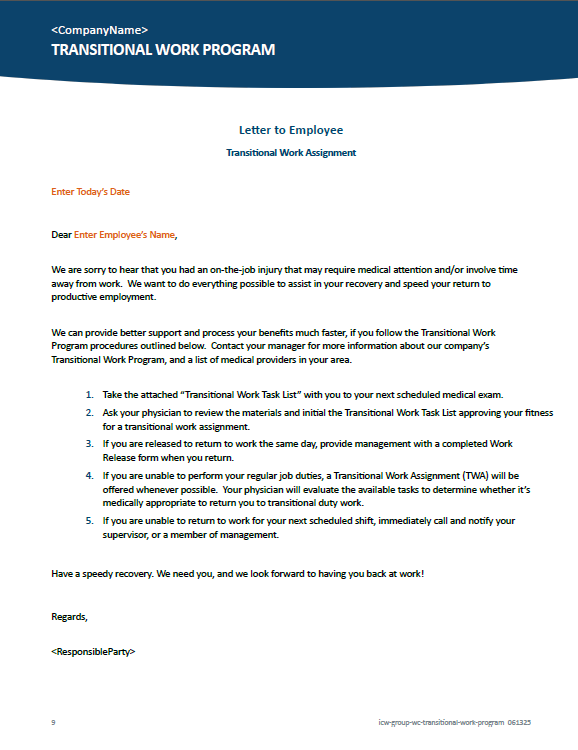 <CompanyName>
TRANSITIONAL WORK PROGRAM
Letter to Employee
Transitional Work Assignment
Enter Today's Date
Dear Enter Employee's Name,
We are sorry to hear that you had an on-the-job injury that may require medical attention and/or involve time
away from work.  We want to do everything possible to assist in your recovery and speed your return to
productive employment.
We can provide better support and process your benefits much faster, if you follow the Transitional Work
Program procedures outlined below.  Contact your manager for more information about our company's
Transitional Work Program, and a list of medical providers in your area.
1. Take the attached “Transitional Work Task List” with you to your next scheduled medical exam.
2. Ask your physician to review the materials and initial the Transitional Work Task List approving your fitness
for a transitional work assignment.
3. If you are released to return to work the same day, provide management with a completed Work
Release form when you return.
4. If you are unable to perform your regular job duties, a Transitional Work Assignment (TWA) will be
offered whenever possible.  Your physician will evaluate the available tasks to determine whether it's
medically appropriate to return you to transitional duty work.
5. If you are unable to return to work for your next scheduled shift, immediately call and notify your
supervisor, or a member of management.
Have a speedy recovery. We need you, and we look forward to having you back at work!
Regards,
<ResponsibleParty>
9 icw-group-wc-transitional-work-program 061325